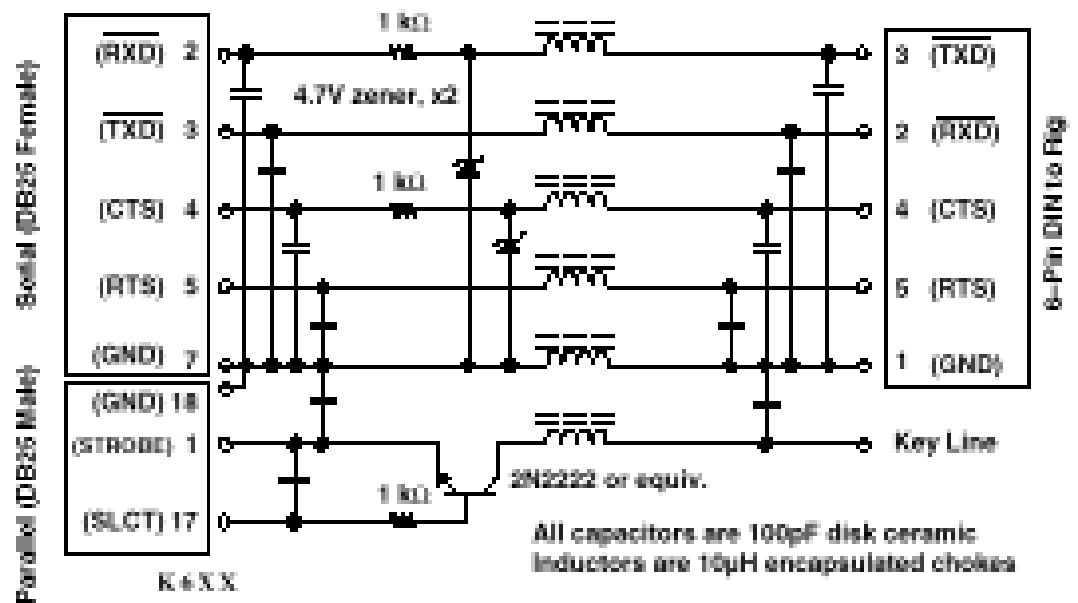 Serial (DB25 Female)
(RXD) 2
(TXD) 3
(CTS) 4
(RTS) 5
(GND) 7
Parallel (DB25 Male)
(GND) 18
(STROBE) 1
(SLCT) 17
K6XX
1 kΩ
4.7V zener, x2
1 kΩ
1 kΩ
2N2222 or equiv.
All capacitors are 100pF disk ceramic
Inductors are 10µH encapsulated chokes
3 (TXD)
2 (RXD)
4 (CTS)
5 (RTS)
1 (GND)
Key Line
6-Pin DIN to Rig